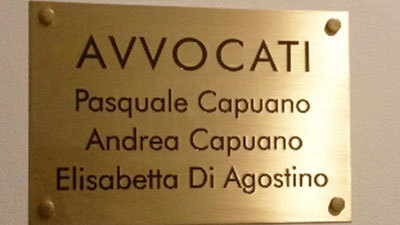 AVVOCATI
Pasquale Capuano
Andrea Capuano
Elisabetta Di Agostino